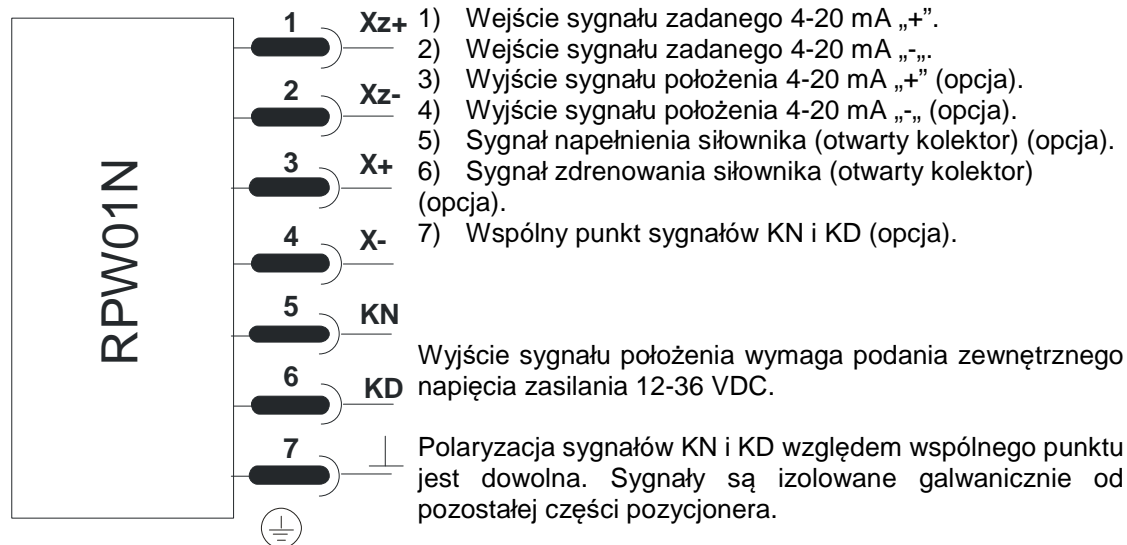 RPW01N
1 Xz+
2 Xz-
3 X+
4 X-
5 KN
6 KD
7
1) Wejście sygnału zadanego 4-20 mA „+”.
2) Wejście sygnału zadanego 4-20 mA „-„.
3) Wyjście sygnału położenia 4-20 mA „+” (opcja).
4) Wyjście sygnału położenia 4-20 mA „-„ (opcja).
5) Sygnał napełnienia siłownika (otwarty kolektor) (opcja).
6) Sygnał zdrenowania siłownika (otwarty kolektor)
(opcja).
7) Wspólny punkt sygnałów KN i KD (opcja).
Wyjście sygnału położenia wymaga podania zewnętrznego
napięcia zasilania 12-36 VDC.
Polaryzacja sygnałów KN i KD względem wspólnego punktu
jest dowolna. Sygnały są izolowane galwanicznie od
pozostałej części pozycjonera.